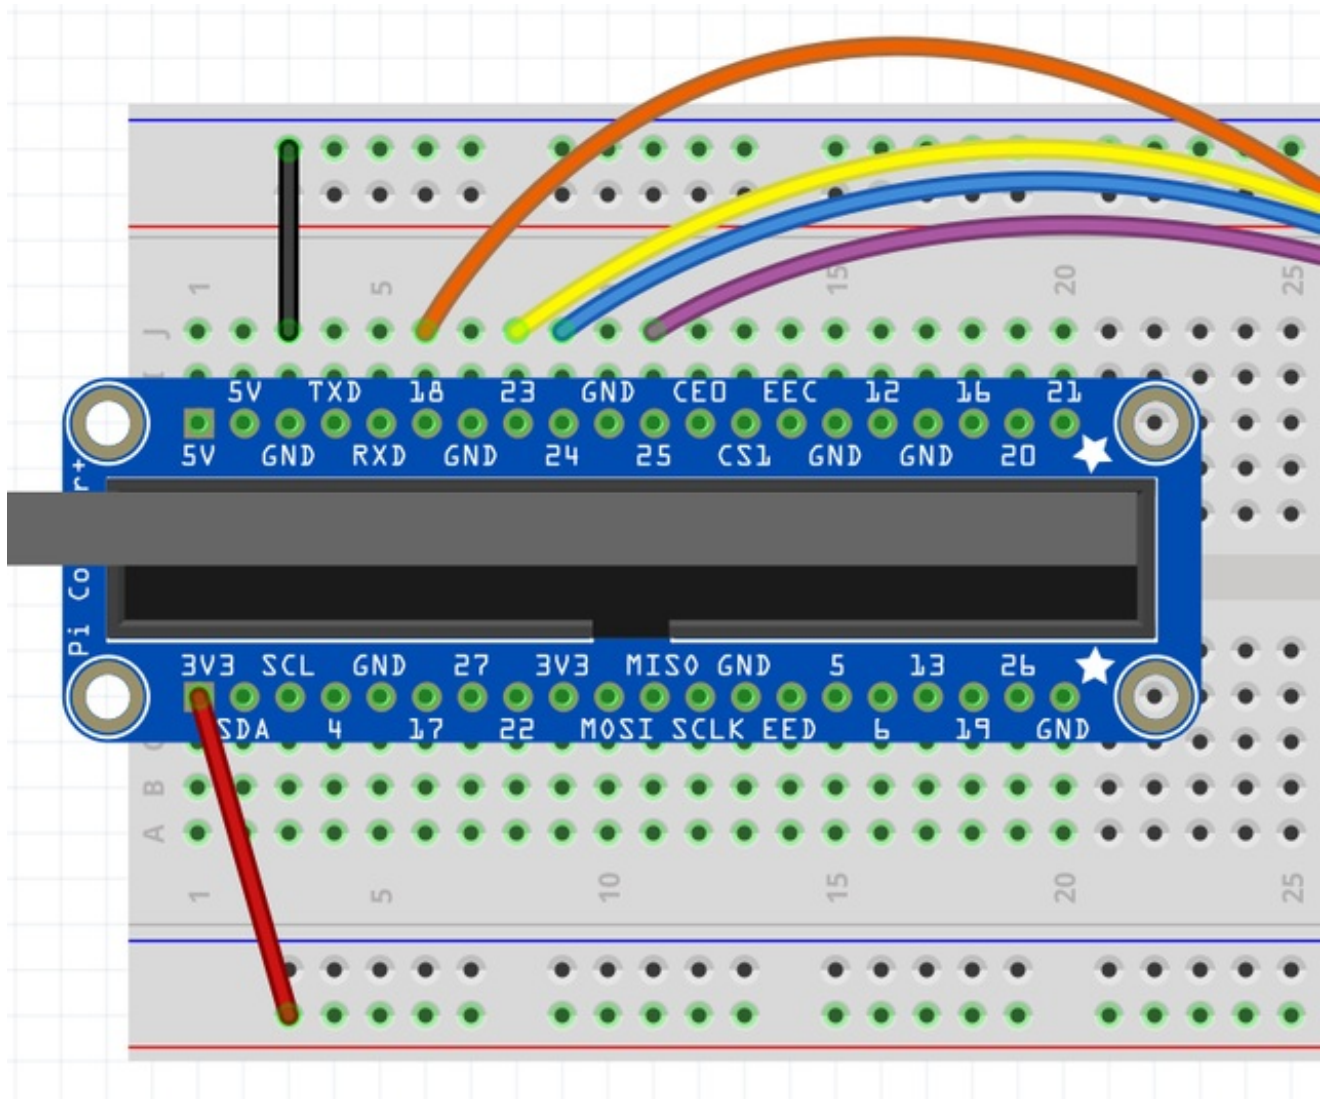 1 5 15 20 25
J
5V TXD 18 23 GND CE0 EEC 12 16 21
5V GND RXD GND 24 25 CS1 GND GND 20
Pi Co r+
3V3 SCL GND 27 3V3 MISO GND 5 13 26
SDA 4 17 22 MOSI SCLK EED 6 19 GND
B
A
1 5 10 15 20 25